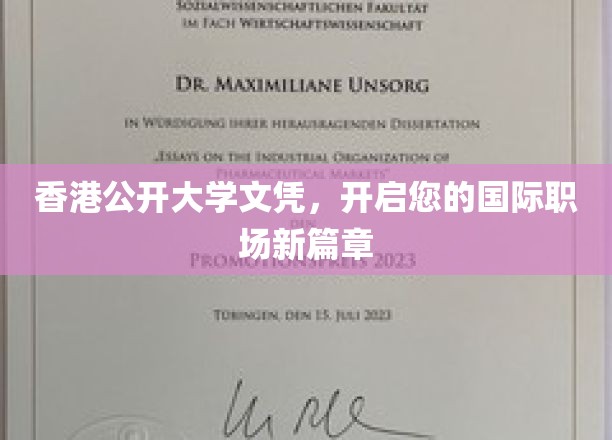 SOZIALWISSENSCHAFTLICHEN FAKULTÄT
IM FACH WIRTSCHAFTSWISSENSCHAFT
DR. MAXIMILIANE UNSORG
IN WÜRDIGUNG IHRER HERAUSRAGENDEN DISSERTATION
„ESSAYS ON THE INDUSTRIAL ORGANIZATION OF
PHARMACEUTICAL MARKETS"
香港公开大学文凭，开启您的国际职
场新篇章
DEN
PROMOTIONSPREIS 2023
TÜBINGEN, DEN 15. JULI 2023